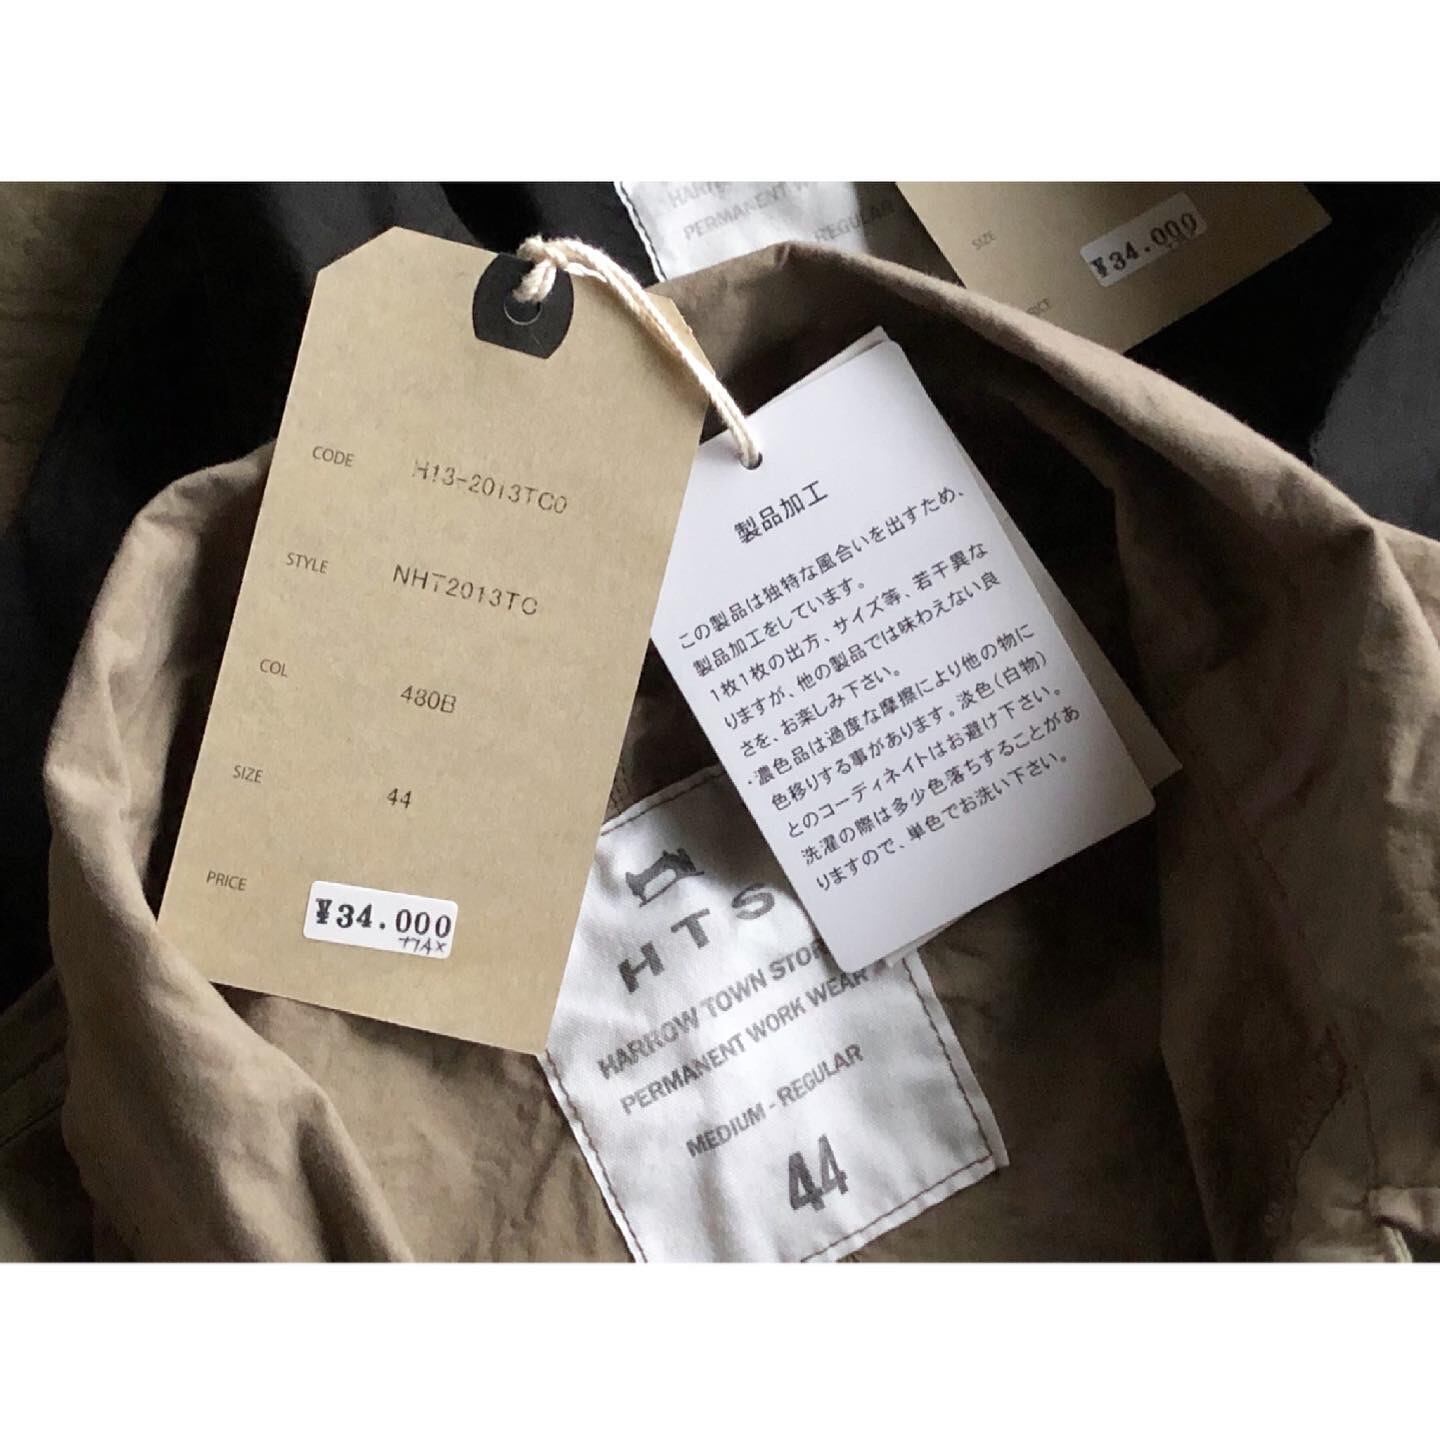 PERMANENT W
REGULAR
SIZE
¥34.000
CODE H13-2013TC0
STYLE NHT2013TC
COL 480B
SIZE 44
PRICE ¥34.000
+TAX
製品加工
この製品は独特な風合いを出すため、
製品加工をしています。
1枚1枚の出方、サイズ等、若干異な
りますが、他の製品では味わえない良
さを、お楽しみ下さい。
・濃色品は過度な摩擦により他の物に
色移りする事があります。淡色(白物)
とのコーディネイトはお避け下さい。
洗濯の際は多少色落ちすることがあ
りますので、単色でお洗い下さい。
HTS
HARROW TOWN STOR
PERMANENT WORK WEAR
MEDIUM - REGULAR
44